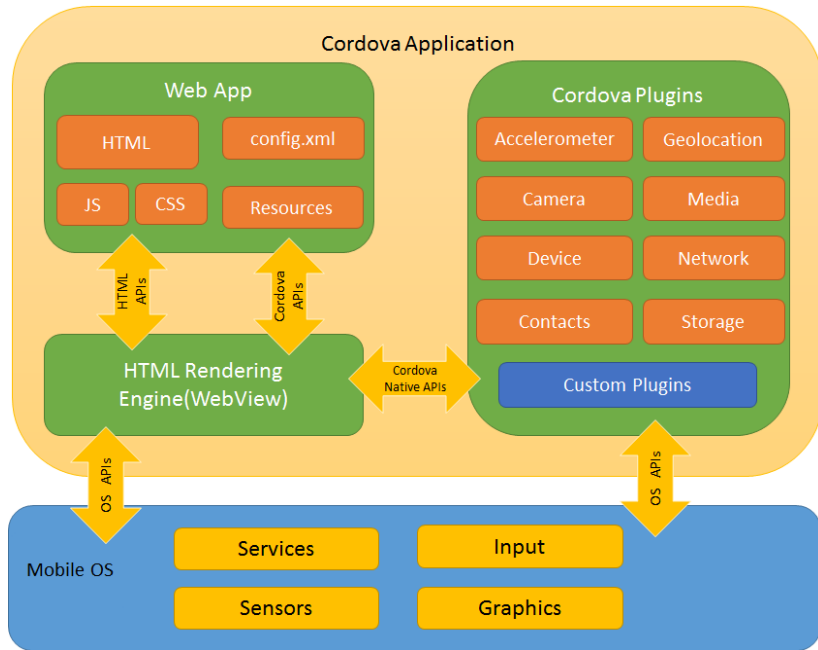 Cordova Application
Web App
HTML
config.xml
JS
CSS
Resources
HTML
APIs
Cordova
APIs
HTML Rendering
Engine(WebView)
Cordova
Native APIs
Cordova Plugins
Accelerometer
Geolocation
Camera
Media
Device
Network
Contacts
Storage
Custom Plugins
OS APIs
OS APIs
Mobile OS
Services
Input
Sensors
Graphics